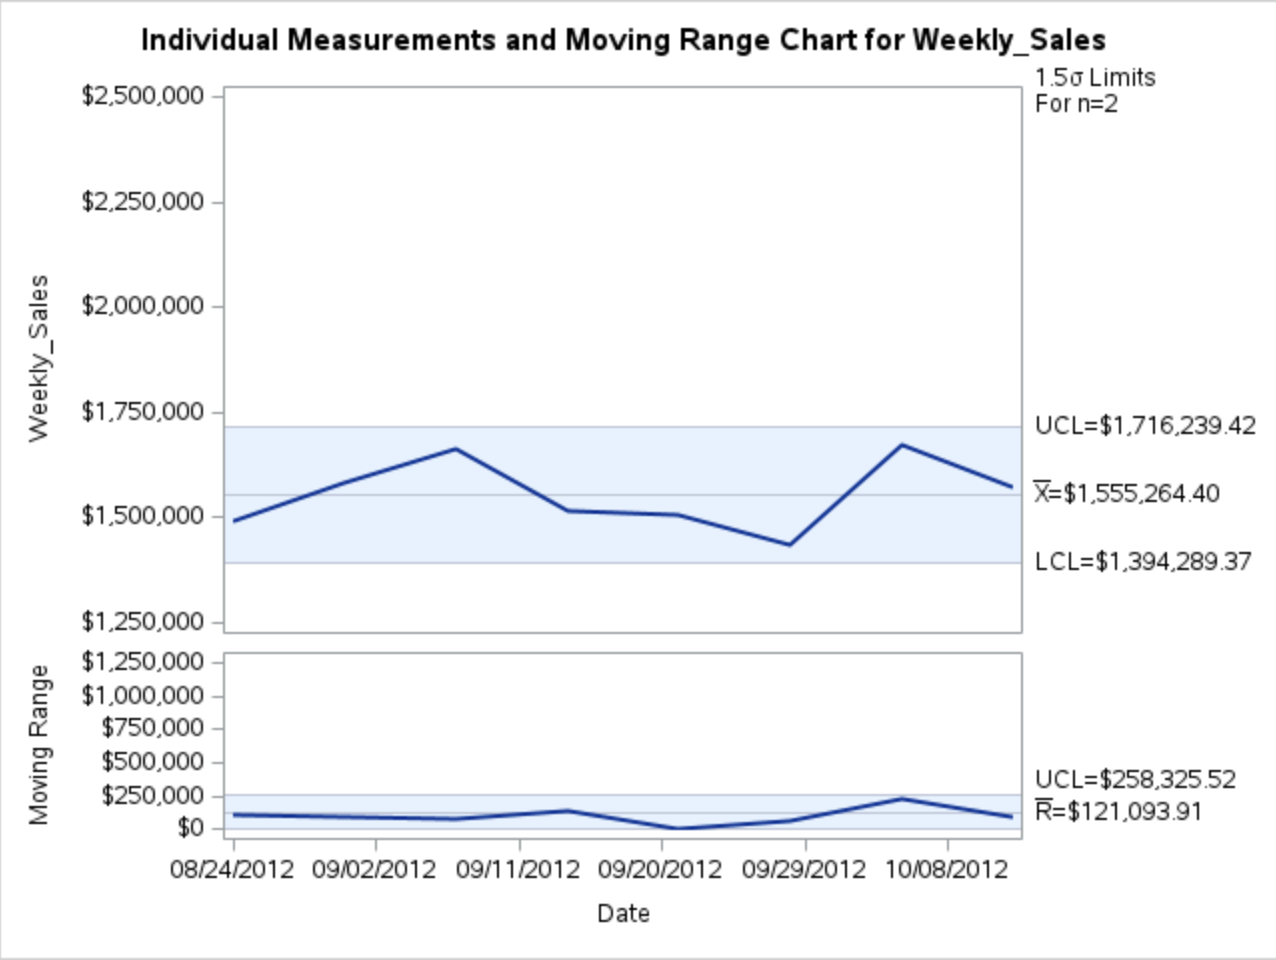 Individual Measurements and Moving Range Chart for Weekly_Sales
1.5σ Limits
For n=2
$2,500,000
$2,250,000
$2,000,000
$1,750,000
$1,500,000
$1,250,000
Weekly_Sales
UCL=$1,716,239.42
X̅=$1,555,264.40
LCL=$1,394,289.37
$1,250,000
$1,000,000
$750,000
$500,000
$250,000
$0
Moving Range
UCL=$258,325.52
R̅=$121,093.91
08/24/2012 09/02/2012 09/11/2012 09/20/2012 09/29/2012 10/08/2012
Date